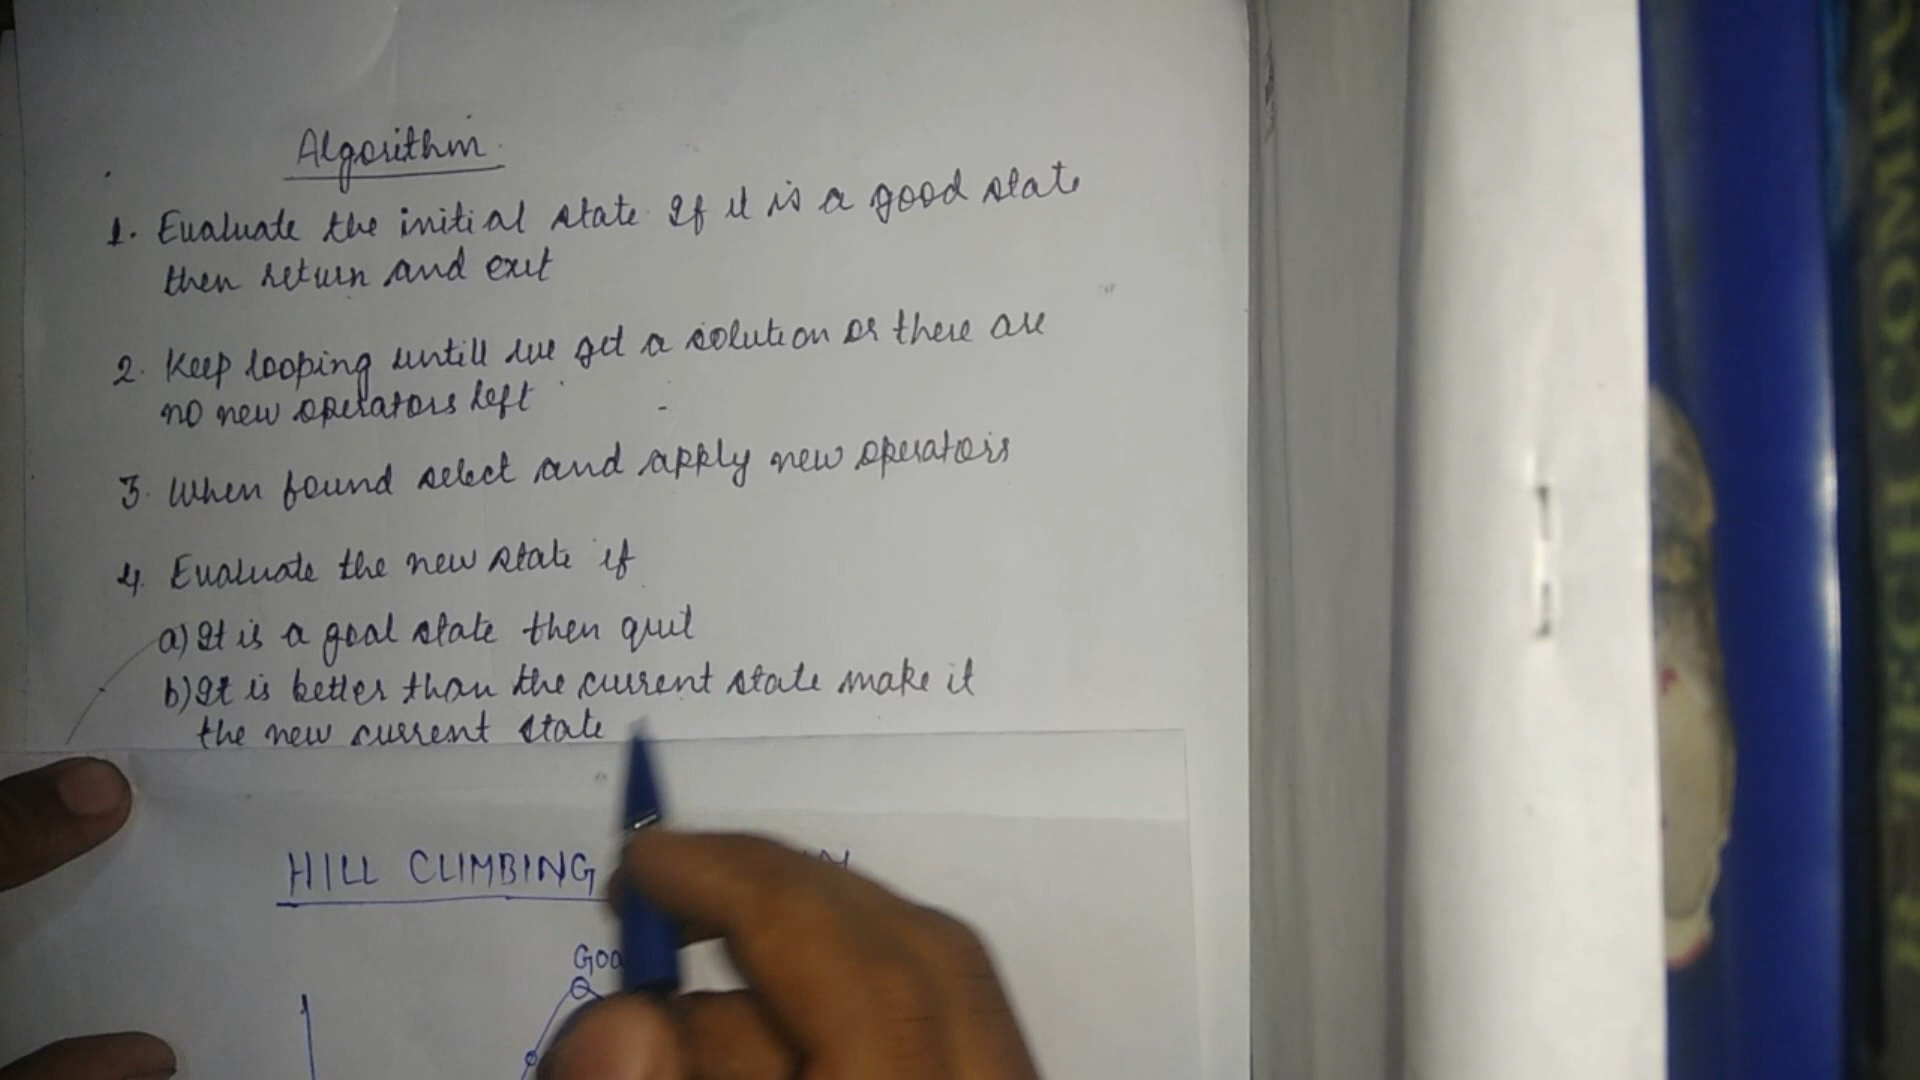 Algorithm
1. Evaluate the initial state If it is a good state
then return and exit
2. Keep looping untill we get a solution or there are
no new operators left
3. When found select and apply new operators
4. Evaluate the new state if
a) It is a goal state then quit
b) It is better than the current state make it
the new current state
HILL CLIMBING
Goa